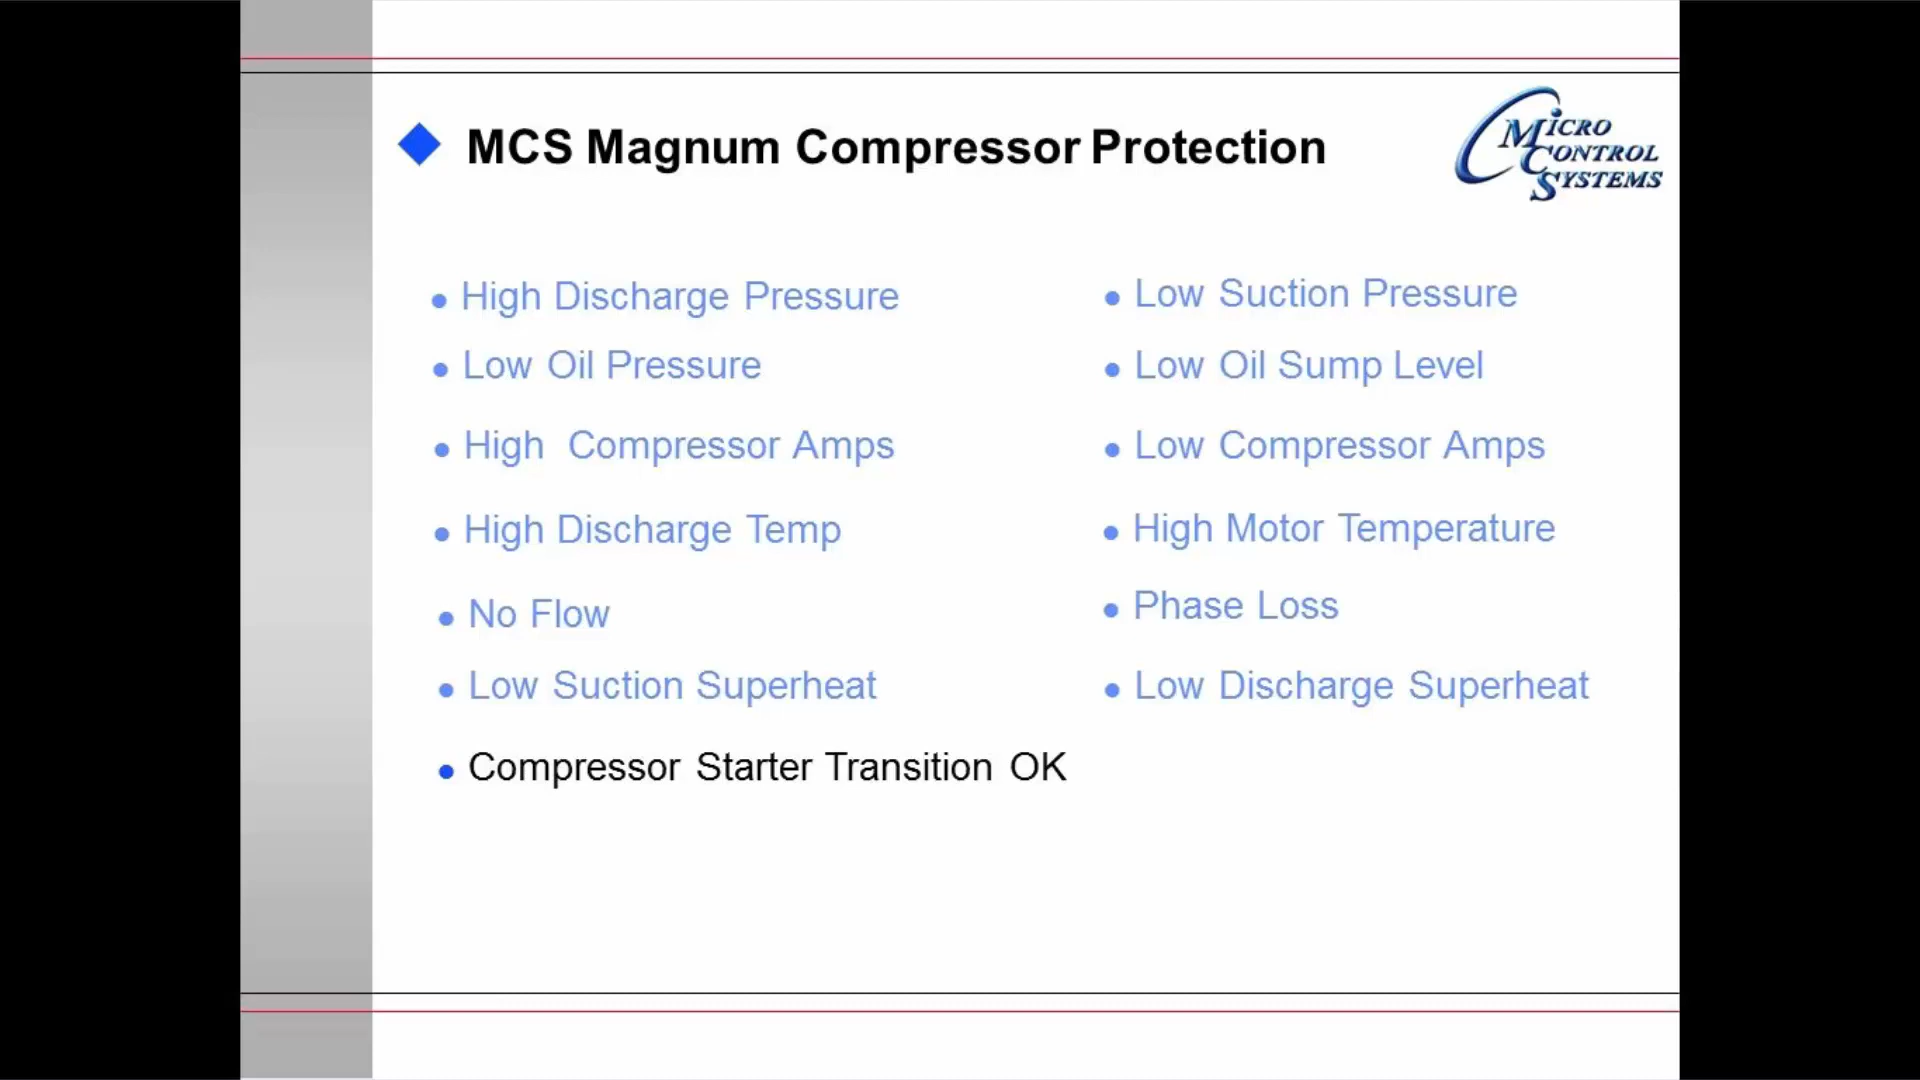 MCS Magnum Compressor Protection
MICRO
CONTROL
SYSTEMS
High Discharge Pressure
Low Suction Pressure
Low Oil Pressure
Low Oil Sump Level
High Compressor Amps
Low Compressor Amps
High Discharge Temp
High Motor Temperature
No Flow
Phase Loss
Low Suction Superheat
Low Discharge Superheat
Compressor Starter Transition OK